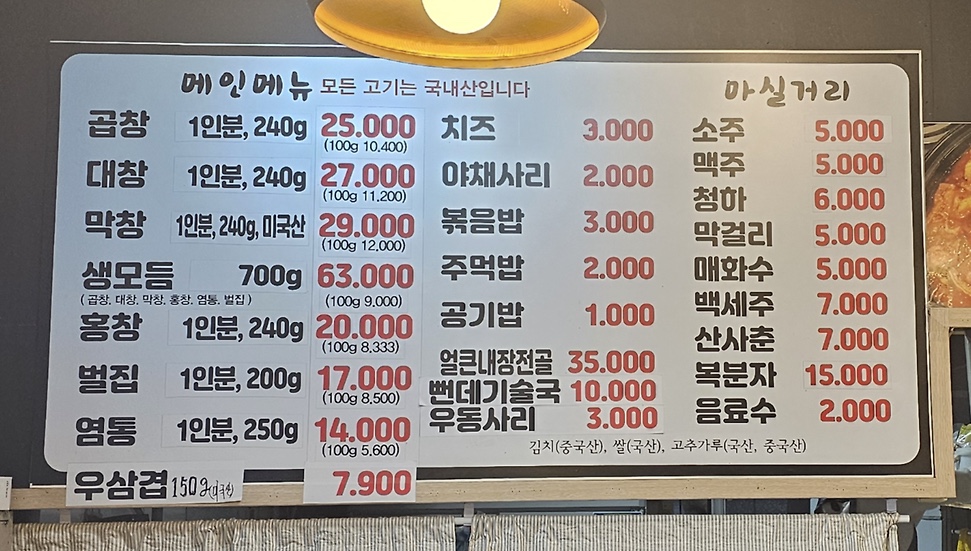 메인메뉴 모든 고기는 국내산입니다
곱창 1인분, 240g 25.000
(100g 10.400)
대창 1인분, 240g 27.000
(100g 11.200)
막창 1인분, 240g, 미국산 29.000
(100g 12,000)
생모듬 700g 63.000
( 곱창, 대창, 막창, 홍창, 염통, 벌집 ) (100g 9,000)
홍창 1인분, 240g 20.000
(100g 8,333)
벌집 1인분, 200g 17.000
(100g 8,500)
염통 1인분, 250g 14.000
(100g 5,600)
우삼겹 150g 7.900
치즈 3.000
야채사리 2.000
볶음밥 3.000
주먹밥 2.000
공기밥 1.000
얼큰내장전골 35.000
뻔데기술국 10.000
우동사리 3.000
마실거리
소주 5.000
맥주 5.000
청하 6.000
막걸리 5.000
매화수 5.000
백세주 7.000
산사춘 7.000
복분자 15.000
음료수 2.000
김치(중국산), 쌀(국산), 고추가루(국산, 중국산)